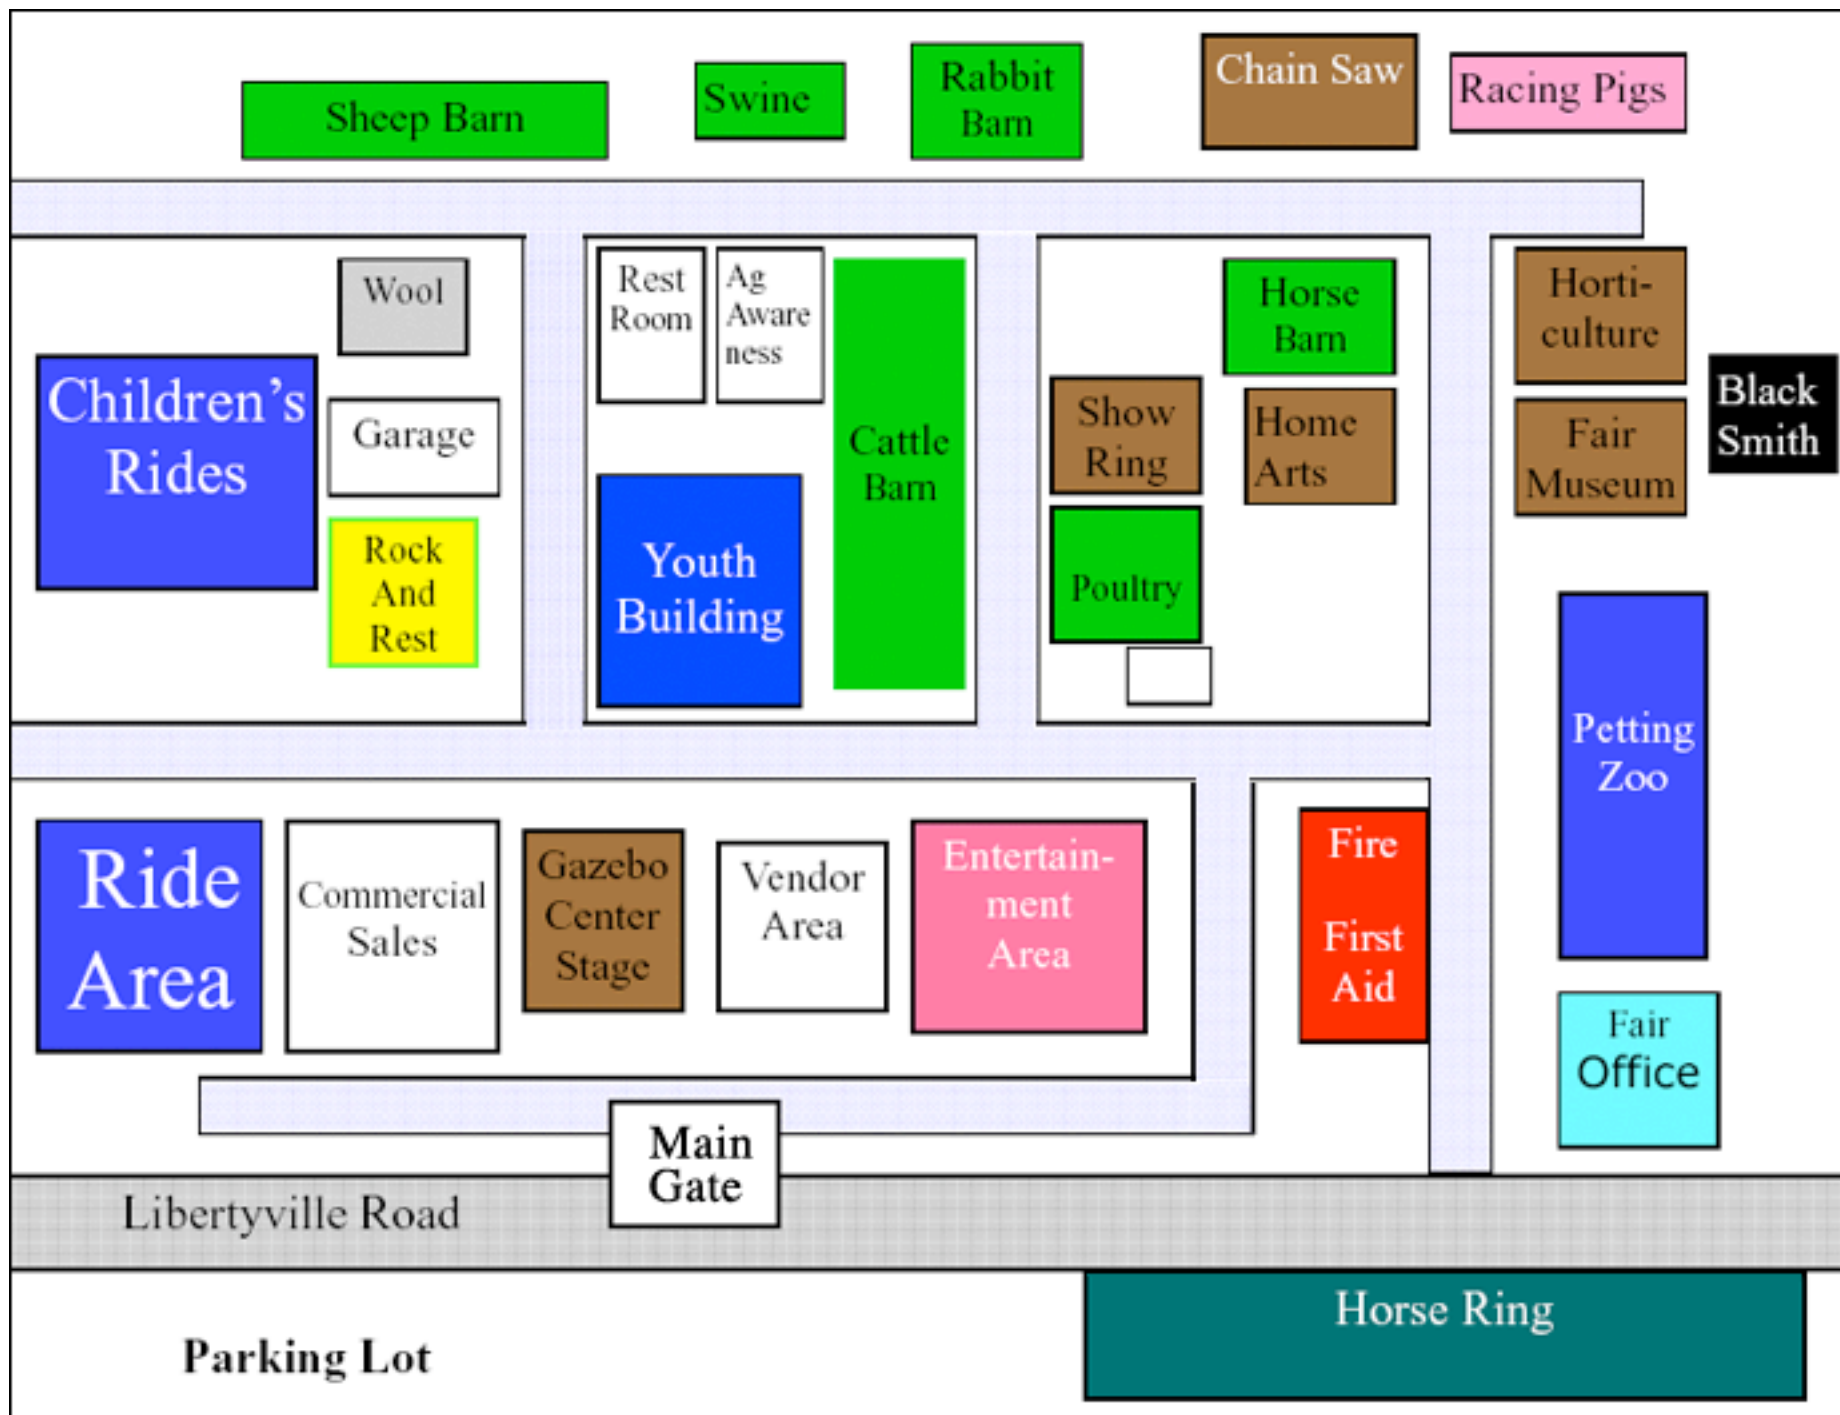 Sheep Barn
Swine
Rabbit
Barn
Chain Saw
Racing Pigs
Wool
Children's
Rides
Garage
Rock
And
Rest
Rest
Room
Ag
Aware
ness
Cattle
Barn
Youth
Building
Horse
Barn
Show
Ring
Home
Arts
Poultry
Horti-
culture
Fair
Museum
Black
Smith
Petting
Zoo
Ride
Area
Commercial
Sales
Gazebo
Center
Stage
Vendor
Area
Entertain-
ment
Area
Fire
First
Aid
Fair
Office
Main
Gate
Libertyville Road
Horse Ring
Parking Lot